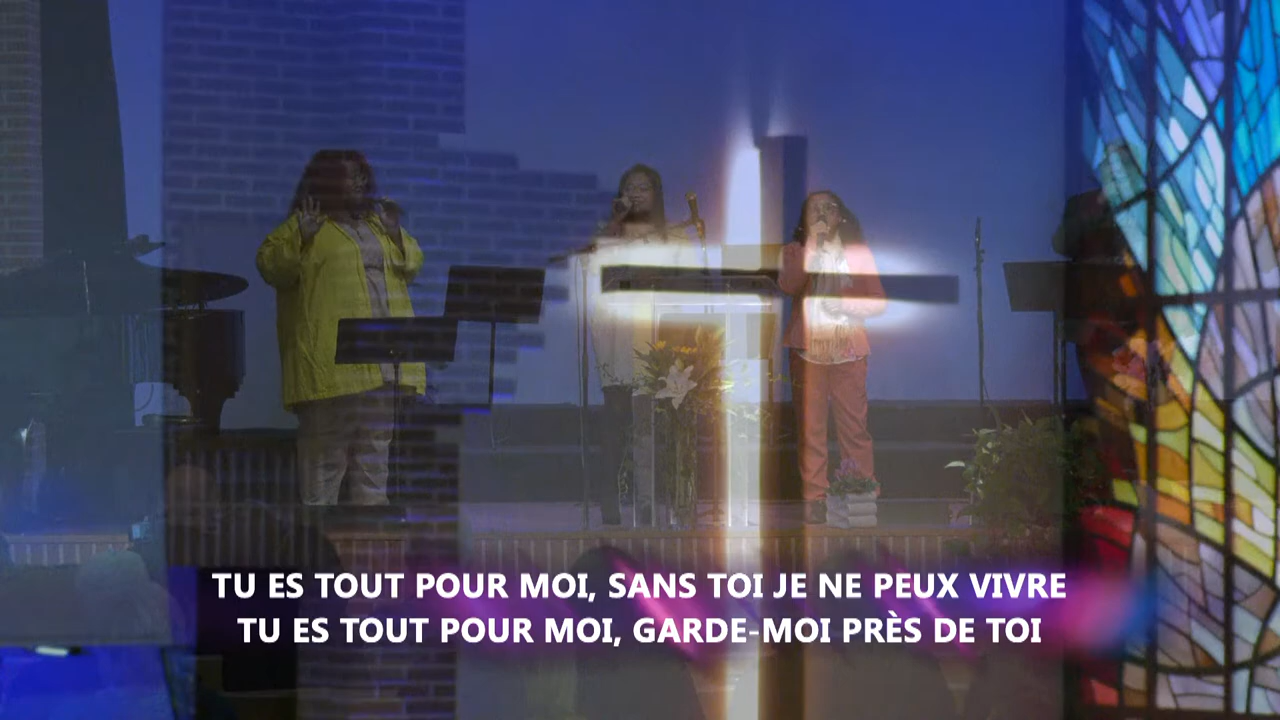 TU ES TOUT POUR MOI, SANS TOI JE NE PEUX VIVRE
TU ES TOUT POUR MOI, GARDE-MOI PRÈS DE TOI